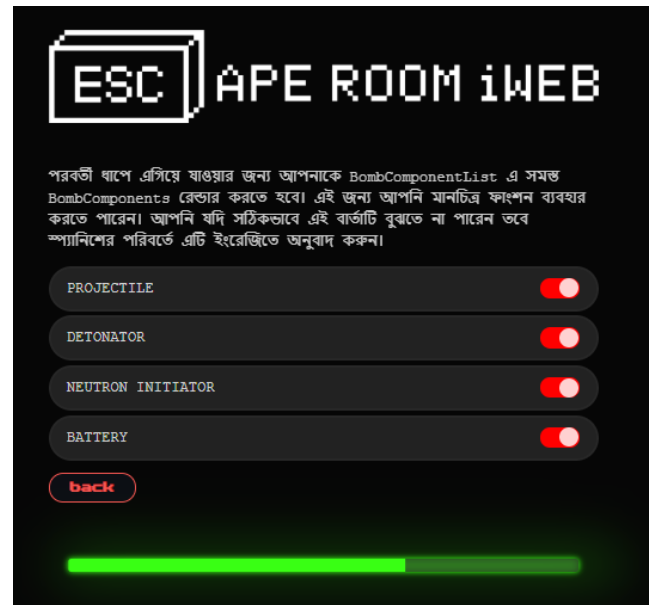 ESC APE ROOM iWEB
পরবর্তী ধাপে এগিয়ে যাওয়ার জন্য আপনাকে BombComponentList এ সমস্ত
BombComponents রেন্ডার করতে হবে। এই জন্য আপনি মানচিত্র ফাংশন ব্যবহার
করতে পারেন। আপনি যদি সঠিকভাবে এই বার্তাটি বুঝতে না পারেন তবে
স্প্যানিশের পরিবর্তে এটি ইংরেজিতে অনুবাদ করুন।
PROJECTILE
DETONATOR
NEUTRON INITIATOR
BATTERY
back